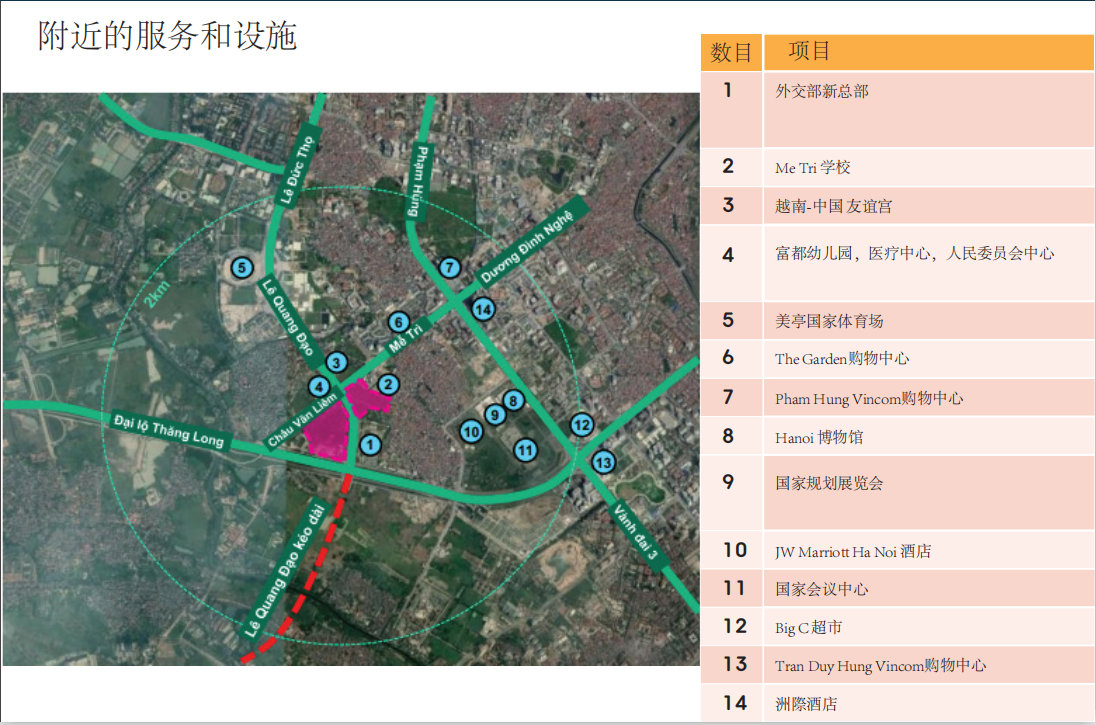 附近的服务和设施
数目 项目
1 外交部新总部
2 Me Tri 学校
3 越南-中国 友谊宫
4 富都幼儿园，医疗中心，人民委员会中心
5 美亭国家体育场
6 The Garden购物中心
7 Pham Hung Vincom购物中心
8 Hanoi 博物馆
9 国家规划展览会
10 JW Marriott Ha Noi 酒店
11 国家会议中心
12 Big C 超市
13 Tran Duy Hung Vincom购物中心
14 洲際酒店
Lê Đức Thọ
Phạm Hùng
Dương Đình Nghệ
5
7
2km
14
Lê Quang Đạo
6
Mễ Trì
3
4
2
8
9
Châu Văn Liêm
Đại lộ Thăng Long
10
12
1
11
13
Lê Quang Đạo kéo dài
Vành đai 3